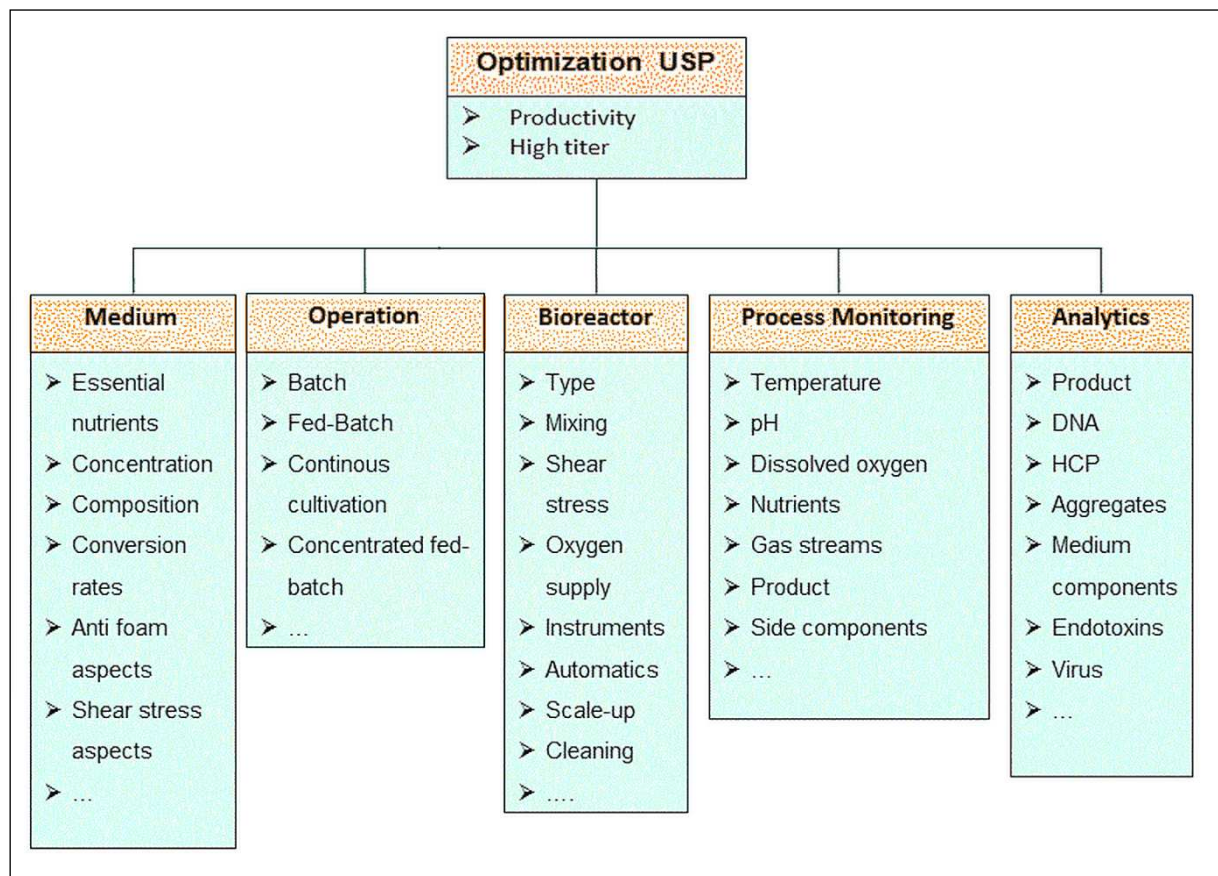 Optimization USP
➢ Productivity
➢ High titer
Medium
➢ Essential
nutrients
➢ Concentration
➢ Composition
➢ Conversion
rates
➢ Anti foam
aspects
➢ Shear stress
aspects
➢ ...
Operation
➢ Batch
➢ Fed-Batch
➢ Continous
cultivation
➢ Concentrated fed-
batch
➢ ...
Bioreactor
➢ Type
➢ Mixing
➢ Shear
stress
➢ Oxygen
supply
➢ Instruments
➢ Automatics
➢ Scale-up
➢ Cleaning
➢ ....
Process Monitoring
➢ Temperature
➢ pH
➢ Dissolved oxygen
➢ Nutrients
➢ Gas streams
➢ Product
➢ Side components
➢ ...
Analytics
➢ Product
➢ DNA
➢ HCP
➢ Aggregates
➢ Medium
components
➢ Endotoxins
➢ Virus
➢ ...